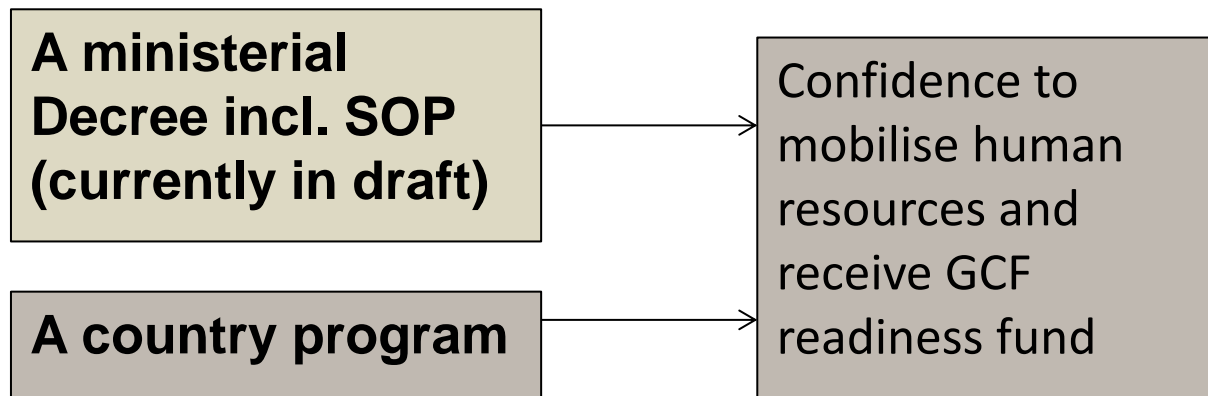 A ministerial
Decree incl. SOP
(currently in draft)
A country program
Confidence to
mobilise human
resources and
receive GCF
readiness fund